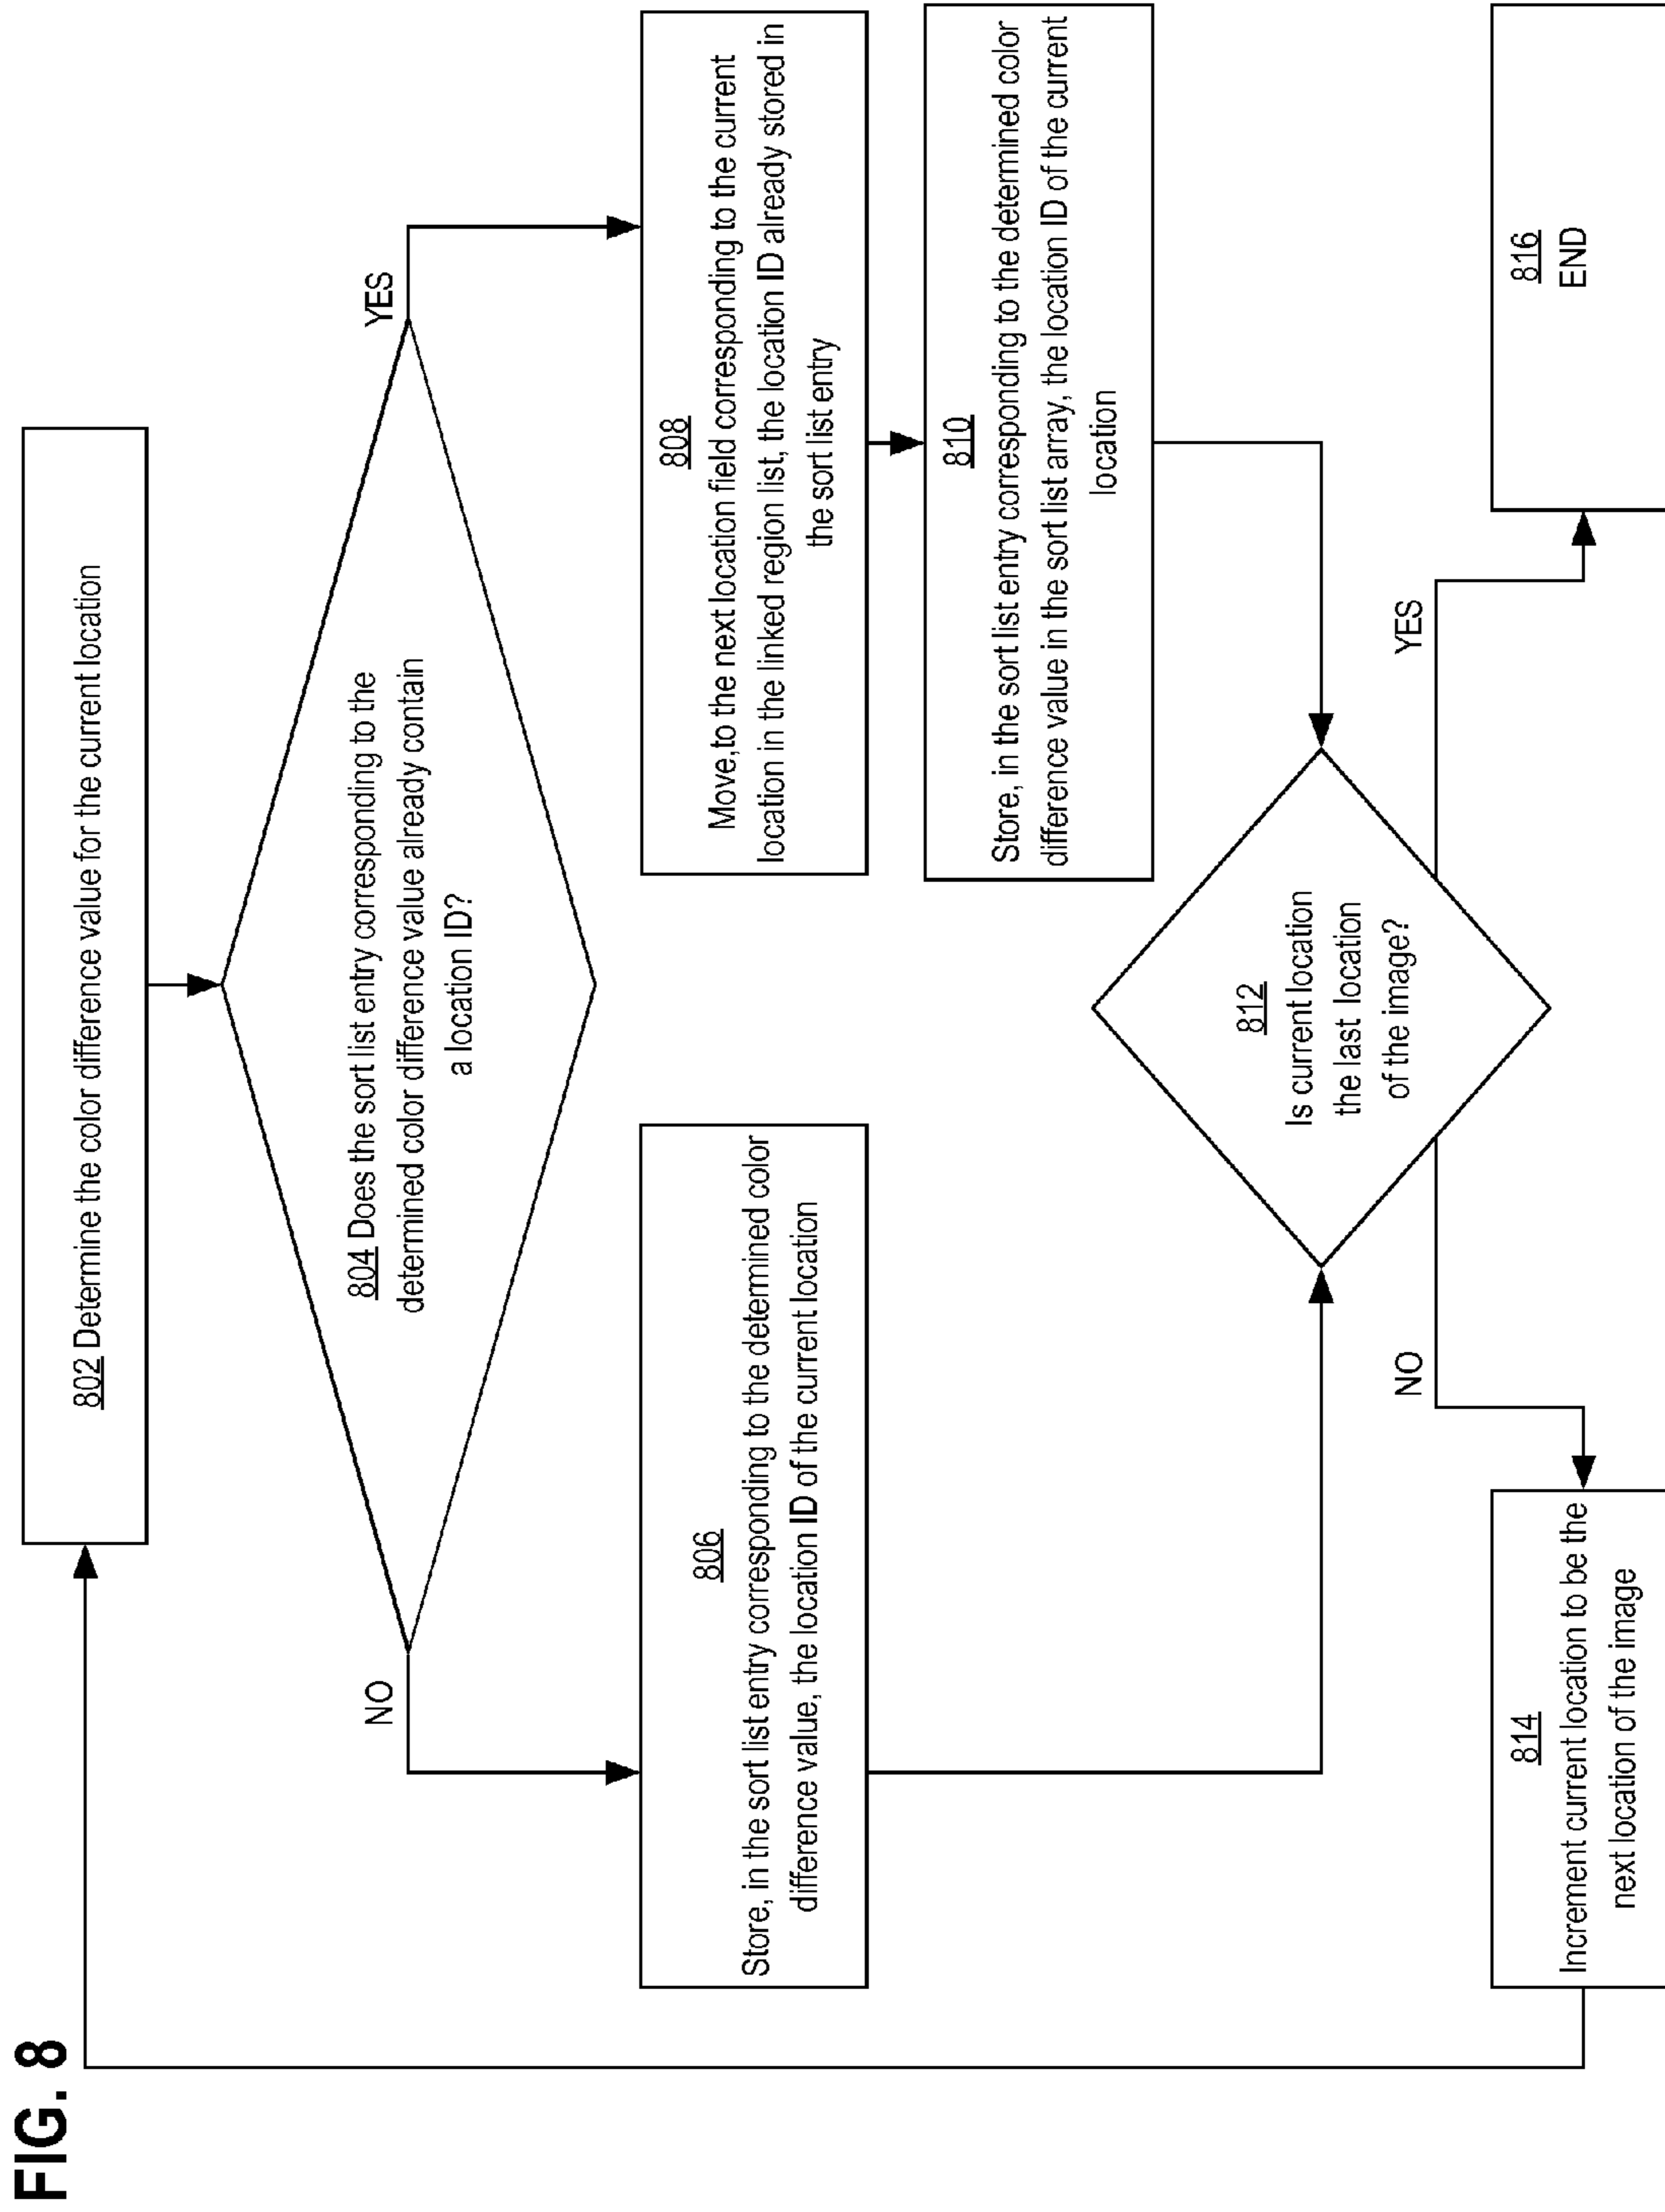 FIG. 8
802 Determine the color difference value for the current location
804 Does the sort list entry corresponding to the
determined color difference value already contain
a location ID?
NO
YES
806
Store, in the sort list entry corresponding to the determined color
difference value, the location ID of the current location
808
Move,to the next location field corresponding to the current
location in the linked region list, the location ID already stored in
the sort list entry
810
Store, in the sort list entry corresponding to the determined color
difference value in the sort list array, the location ID of the current
location
812
Is current location
the last location
of the image?
NO
YES
814
Increment current location to be the
next location of the image
816
END